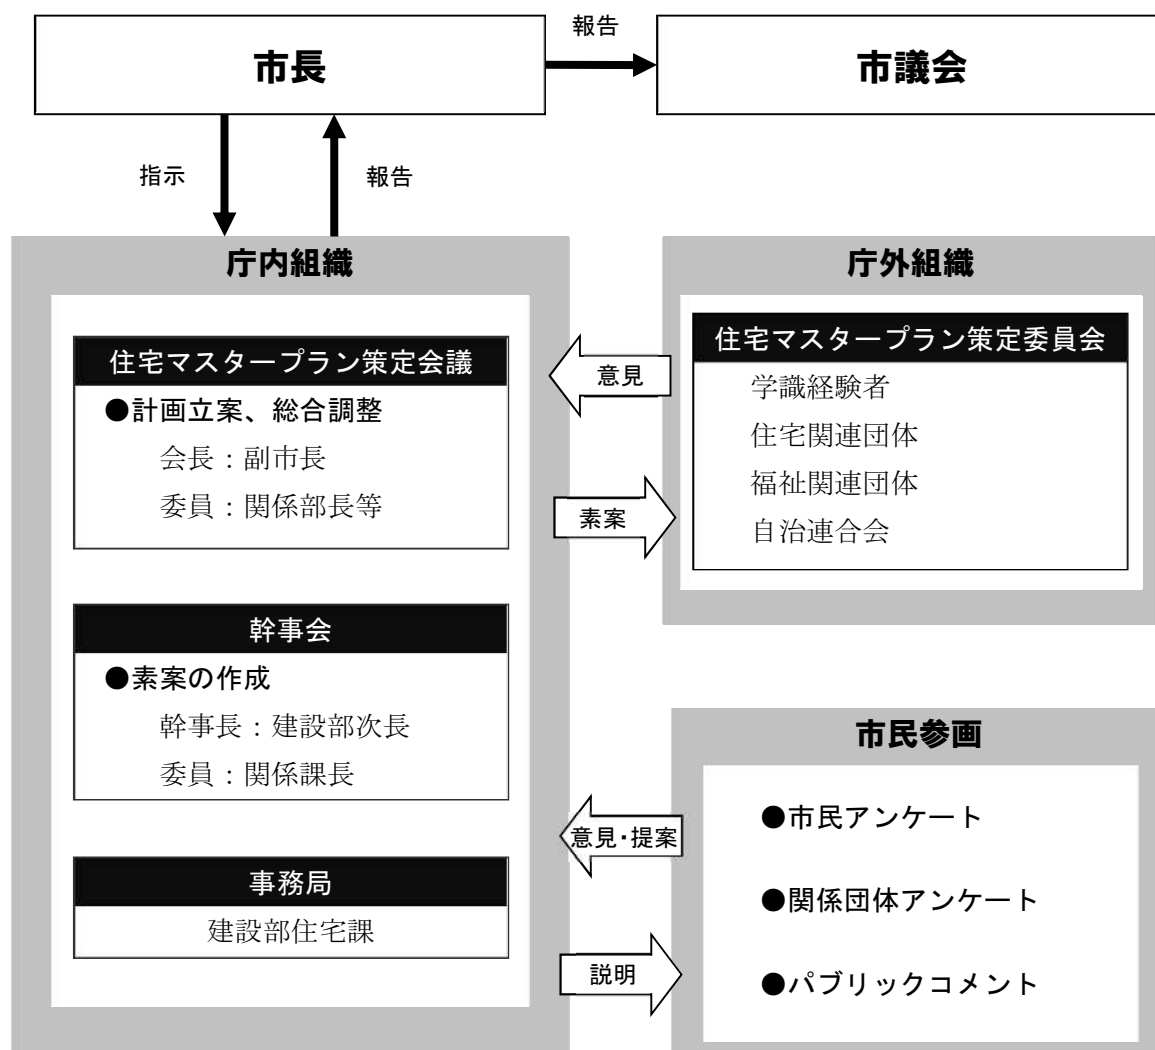 市長
報告
市議会
指示
報告
庁内組織
住宅マスタープラン策定会議
●計画立案、総合調整
会長：副市長
委員：関係部長等
幹事会
●素案の作成
幹事長：建設部次長
委員：関係課長
事務局
建設部住宅課
意見
素案
庁外組織
住宅マスタープラン策定委員会
学識経験者
住宅関連団体
福祉関連団体
自治連合会
意見・提案
説明
市民参画
●市民アンケート
●関係団体アンケート
●パブリックコメント